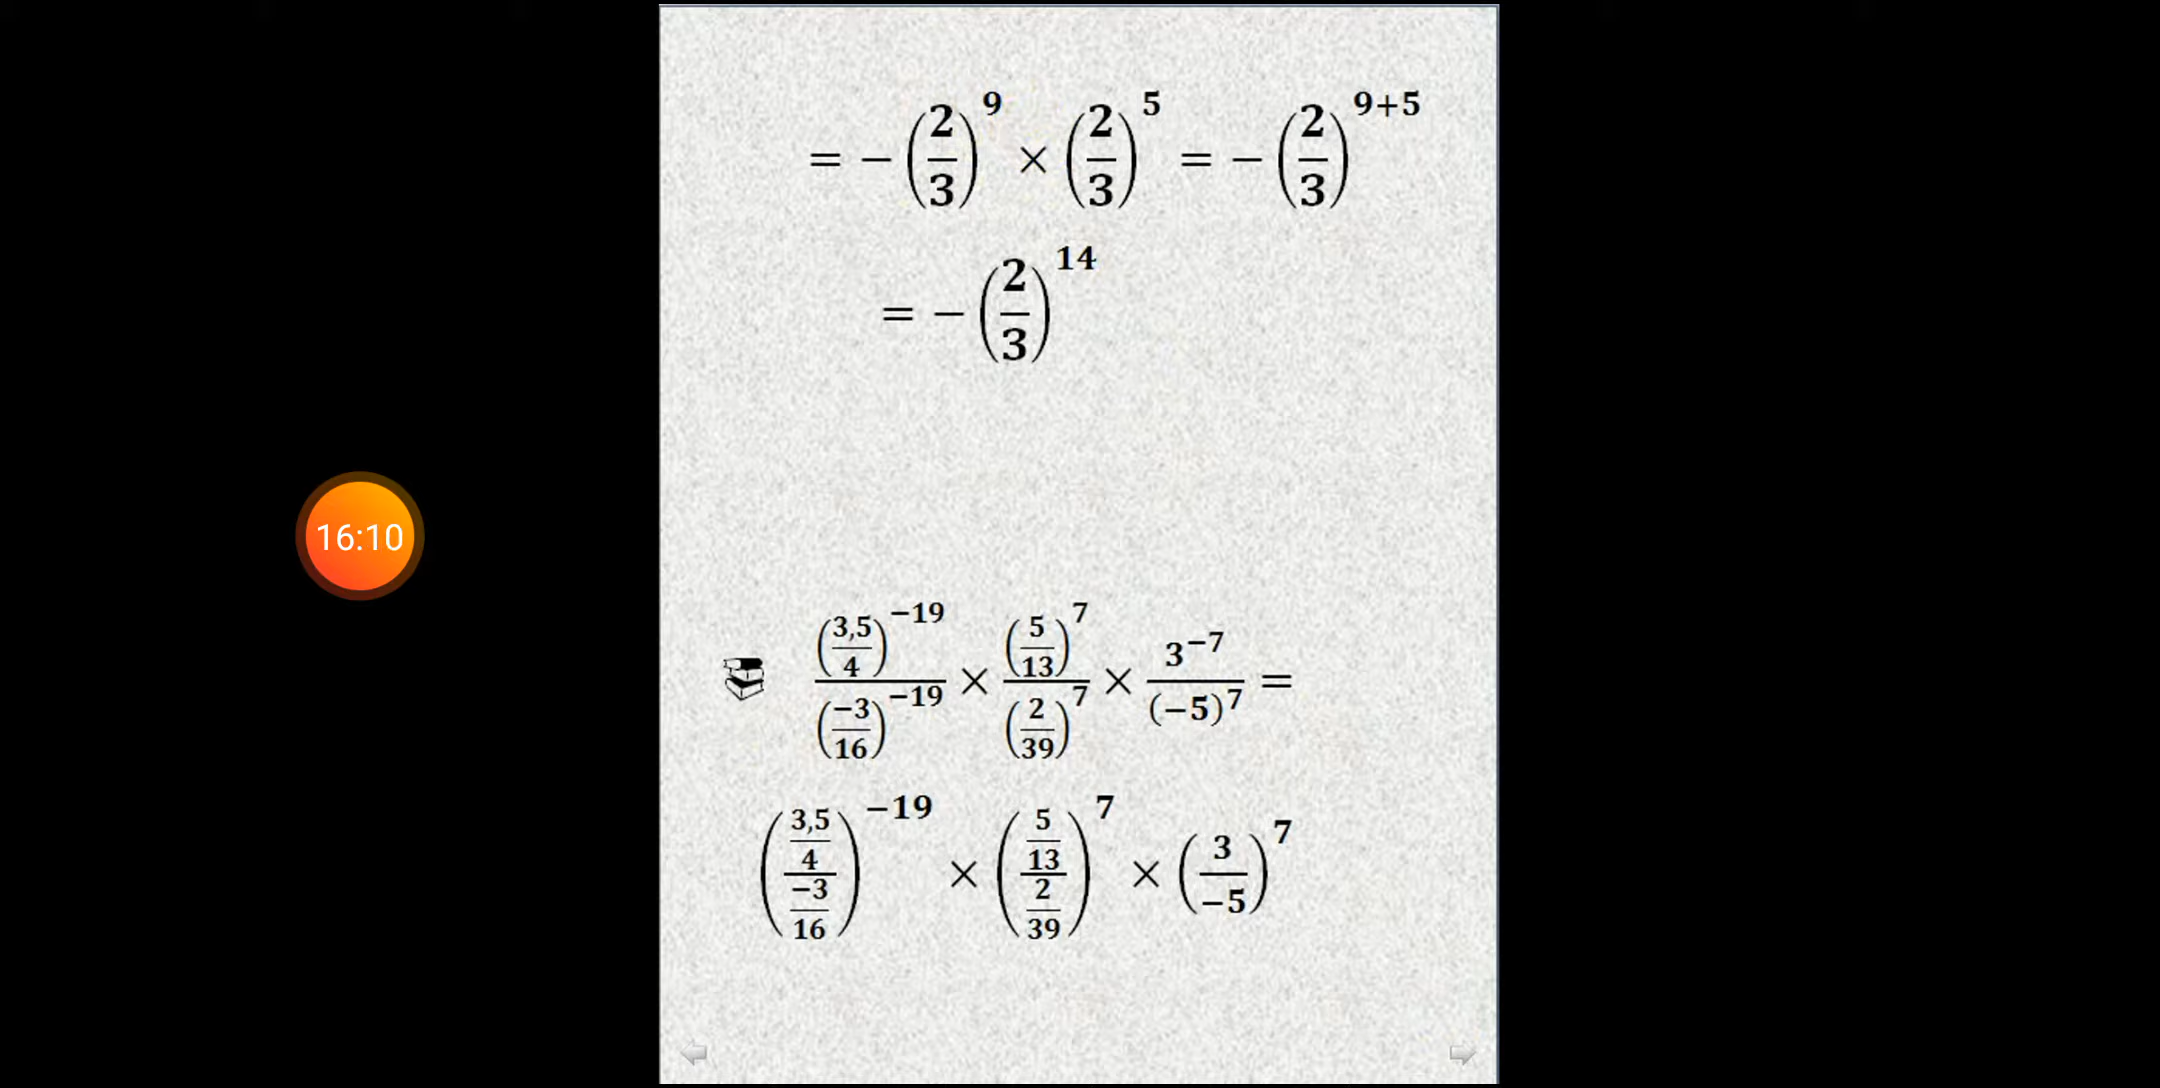 = −(2/3)^9 × (2/3)^5 = −(2/3)^{9+5}
= −(2/3)^{14}
16:10
(3,5/4)^{−19}/(−3/16)^{−19} × (5/13)^7/(2/39)^7 × 3^{−7}/(−5)^7 =
((3,5/4)/(−3/16))^{−19} × ((5/13)/(2/39))^7 × (3/−5)^7